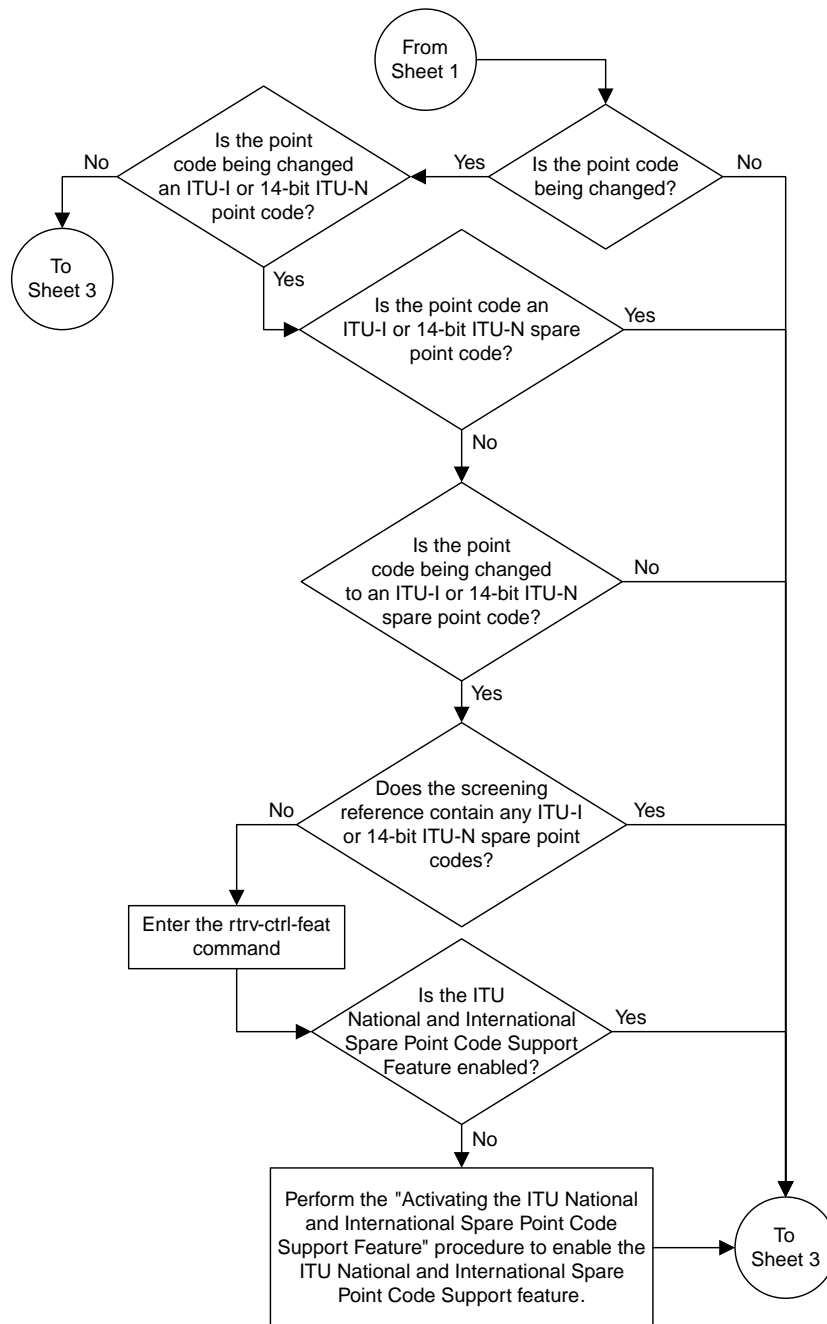 From
Sheet 1
Is the point code
being changed?
Yes
No
Is the point
code being changed
an ITU-I or 14-bit ITU-N
point code?
No
To
Sheet 3
Yes
Is the point code an
ITU-I or 14-bit ITU-N spare
point code?
Yes
No
Is the point
code being changed
to an ITU-I or 14-bit ITU-N
spare point code?
No
Yes
Does the screening
reference contain any ITU-I
or 14-bit ITU-N spare point
codes?
No
Yes
Enter the rtrv-ctrl-feat
command
Is the ITU
National and International
Spare Point Code Support
Feature enabled?
Yes
No
Perform the "Activating the ITU National
and International Spare Point Code
Support Feature" procedure to enable the
ITU National and International Spare
Point Code Support feature.
To
Sheet 3